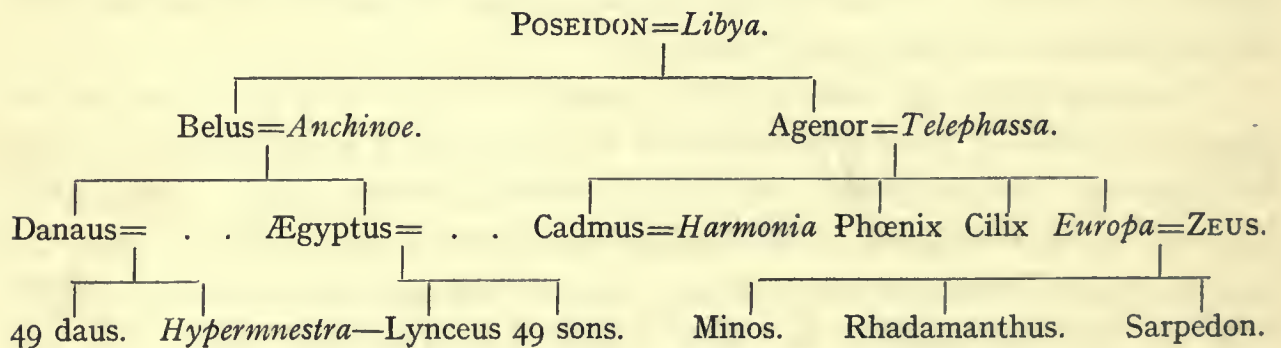 POSEIDON=Libya.
Belus=Anchinoe. Agenor=Telephassa.
Danaus= . . Ægyptus= . . Cadmus=Harmonia Phœnix Cilix Europa=ZEUS.
49 daus. Hypermnestra—Lynceus 49 sons. Minos. Rhadamanthus. Sarpedon.